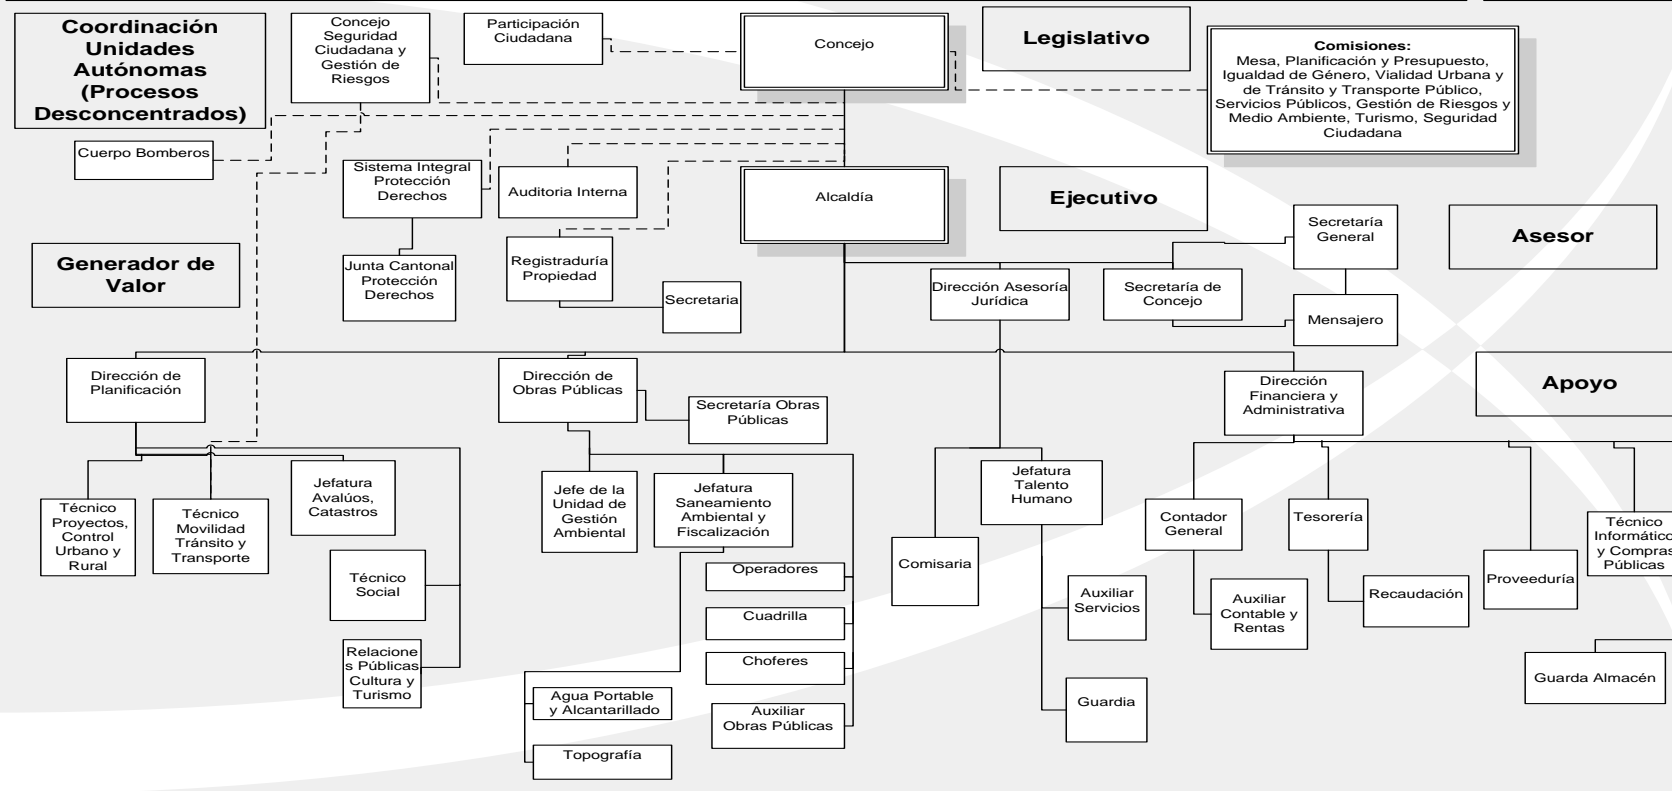 Coordinación
Unidades
Autónomas
(Procesos
Desconcentrados)
Concejo
Seguridad
Ciudadana y
Gestión de
Riesgos
Participación
Ciudadana
Concejo
Legislativo
Comisiones:
Mesa, Planificación y Presupuesto,
Igualdad de Género, Vialidad Urbana y
de Tránsito y Transporte Público,
Servicios Públicos, Gestión de Riesgos y
Medio Ambiente, Turismo, Seguridad
Ciudadana
Cuerpo Bomberos
Sistema Integral
Protección
Derechos
Auditoria Interna
Alcaldía
Ejecutivo
Secretaría
General
Asesor
Generador de
Valor
Junta Cantonal
Protección
Derechos
Registraduría
Propiedad
Secretaria
Dirección Asesoría
Jurídica
Secretaría de
Concejo
Mensajero
Dirección de
Planificación
Dirección de
Obras Públicas
Secretaría Obras
Públicas
Dirección
Financiera y
Administrativa
Apoyo
Técnico
Proyectos,
Control
Urbano y
Rural
Técnico
Movilidad
Tránsito y
Transporte
Jefatura
Avalúos,
Catastros
Jefe de la
Unidad de
Gestión
Ambiental
Jefatura
Saneamiento
Ambiental y
Fiscalización
Jefatura
Talento
Humano
Contador
General
Tesorería
Técnico
Informático
y Compras
Públicas
Técnico
Social
Operadores
Comisaria
Auxiliar
Servicios
Auxiliar
Contable y
Rentas
Recaudación
Proveeduría
Cuadrilla
Relacione
s Públicas
Cultura y
Turismo
Choferes
Guarda Almacén
Agua Portable
y Alcantarillado
Auxiliar
Obras Públicas
Guardia
Topografía